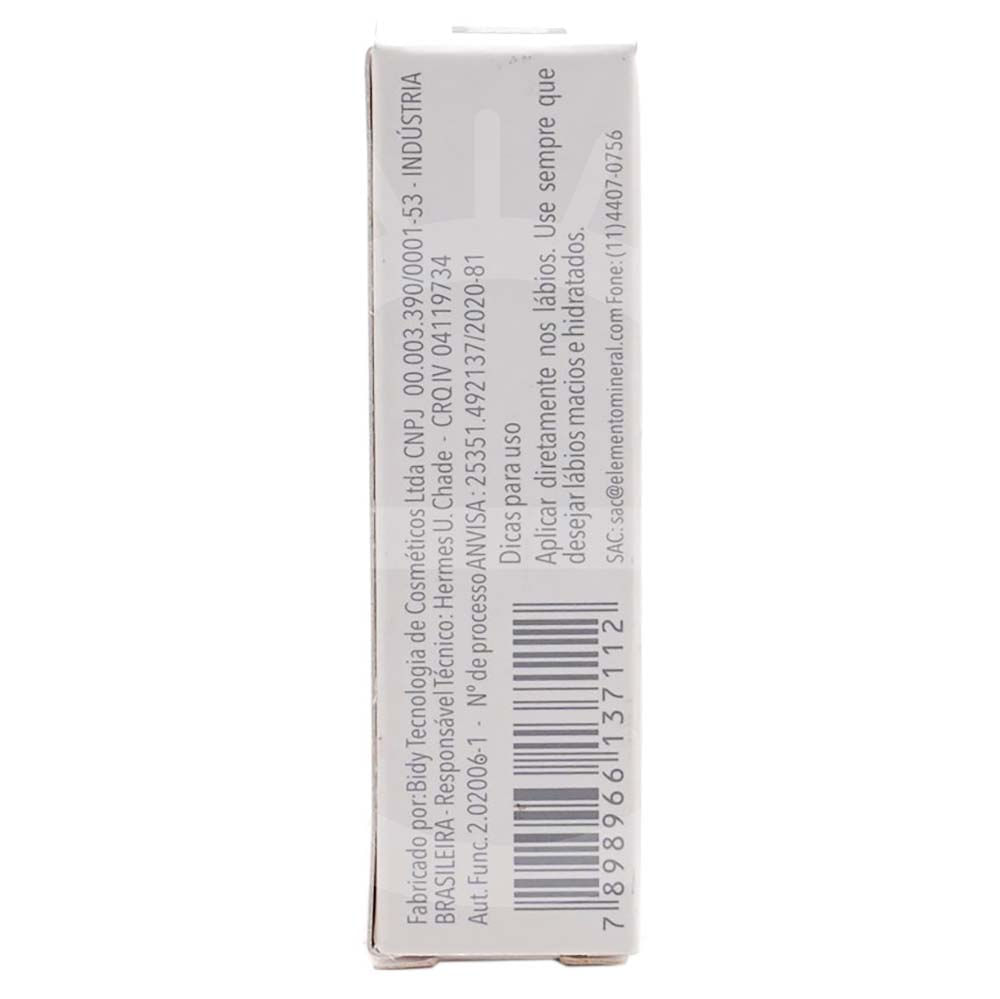 Fabricado por: Bidy Tecnologia de Cosméticos Ltda CNPJ 00.003.390/0001-53 - INDÚSTRIA
BRASILEIRA - Responsável Técnico: Hermes U. Chade - CRQ IV 04119734
Aut. Func. 2.02006-1 - Nº de processo ANVISA: 25351.492137/2020-81
Dicas para uso
Aplicar diretamente nos lábios. Use sempre que
desejar lábios macios e hidratados.
SAC: sac@elementomineral.com Fone: (11) 4407-0756
7 898966 137112